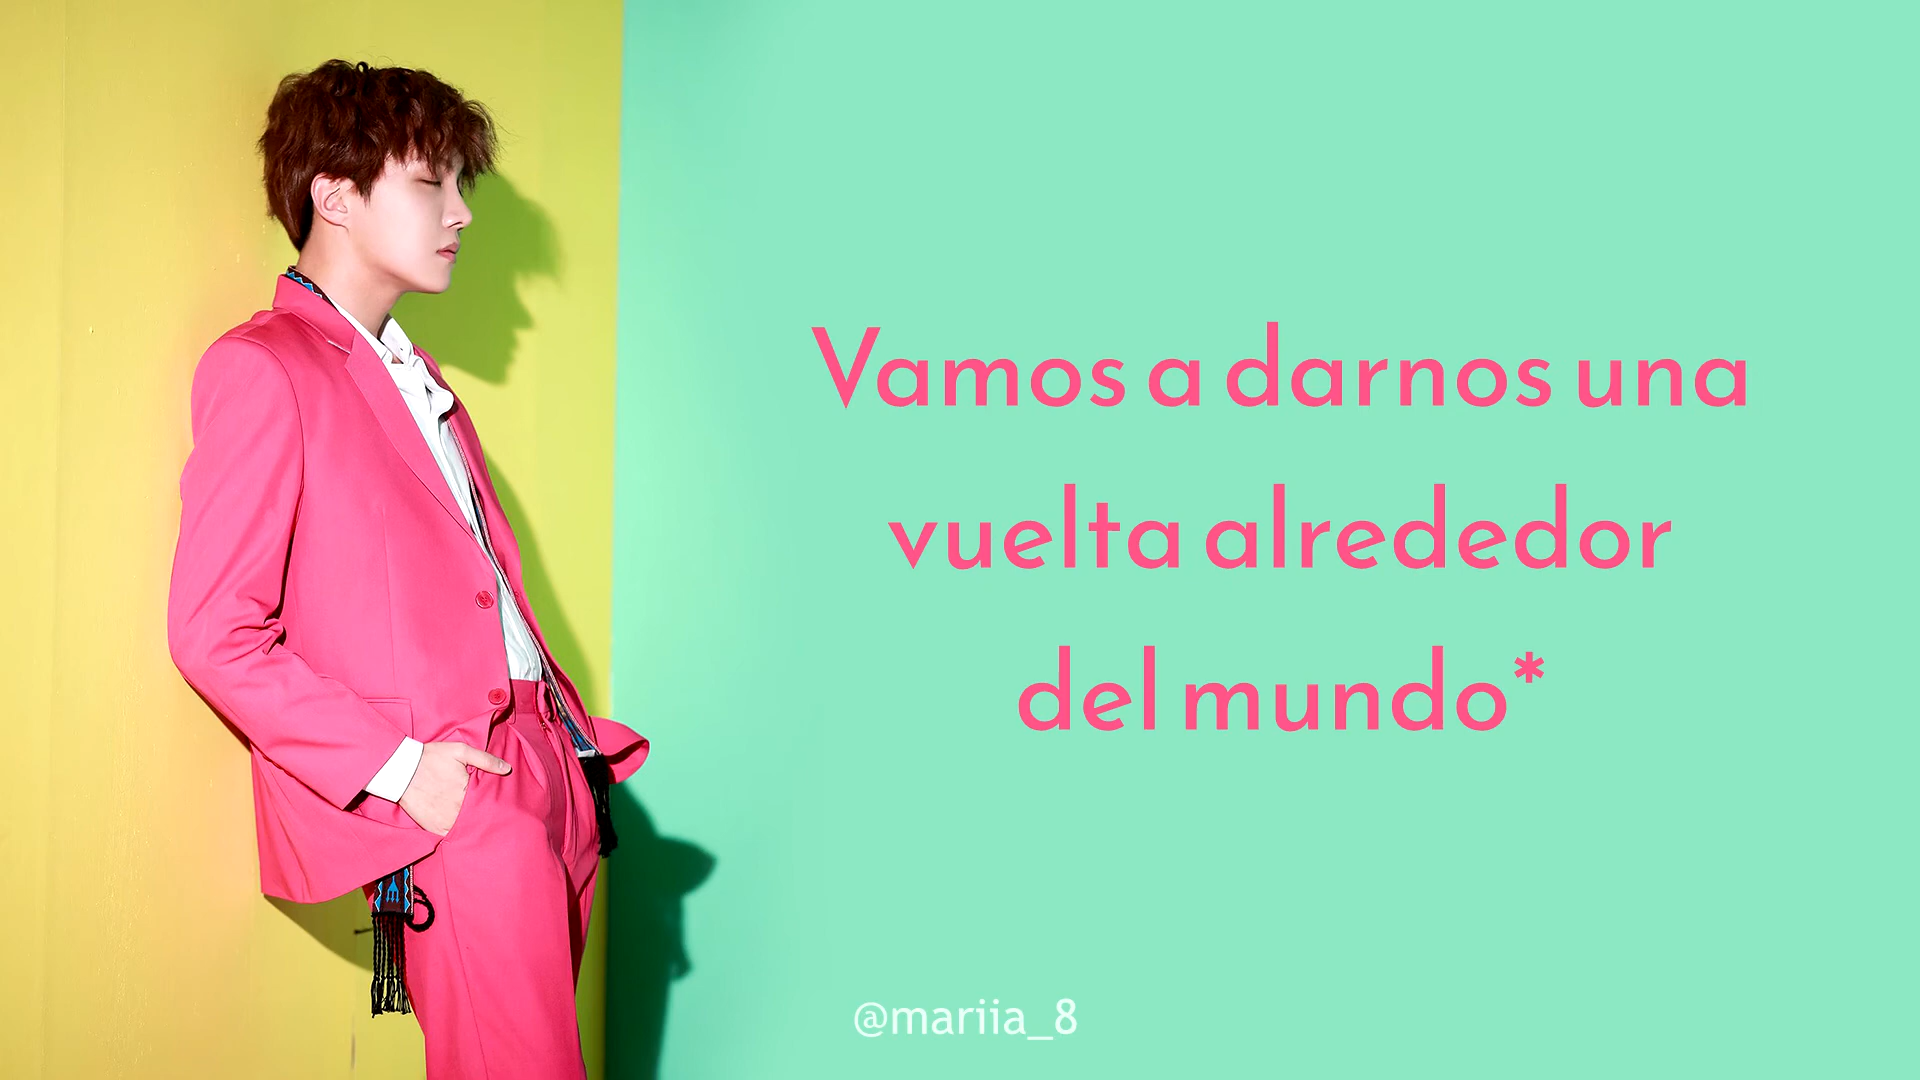 Vamos a darnos una
vuelta alrededor
del mundo*
@mariia_8